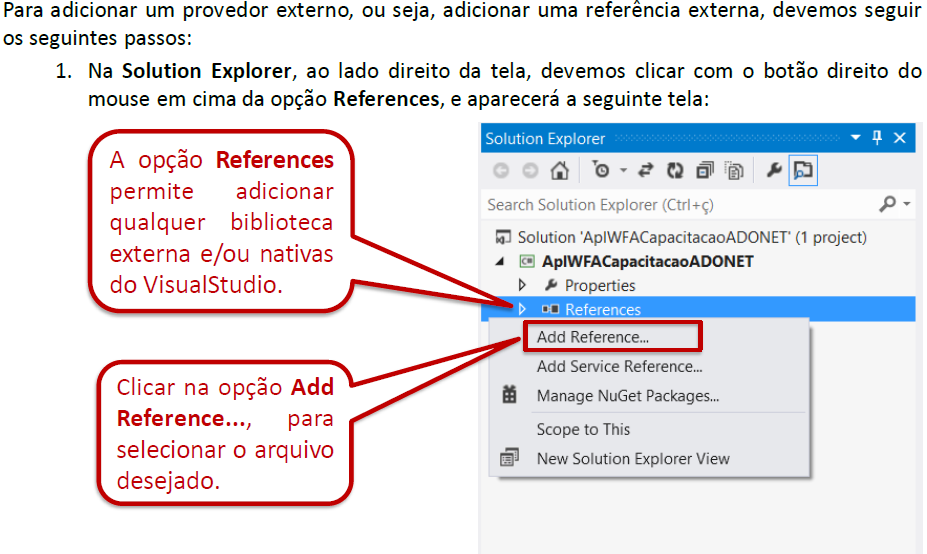 Para adicionar um provedor externo, ou seja, adicionar uma referência externa, devemos seguir
os seguintes passos:
1. Na Solution Explorer, ao lado direito da tela, devemos clicar com o botão direito do
mouse em cima da opção References, e aparecerá a seguinte tela:
A opção References
permite adicionar
qualquer biblioteca
externa e/ou nativas
do VisualStudio.
Clicar na opção Add
Reference..., para
selecionar o arquivo
desejado.
Solution Explorer
Search Solution Explorer (Ctrl+ç)
Solution 'AplWFACapacitacaoADONET' (1 project)
C#
AplWFACapacitacaoADONET
Properties
References
Add Reference...
Add Service Reference...
Manage NuGet Packages...
Scope to This
New Solution Explorer View